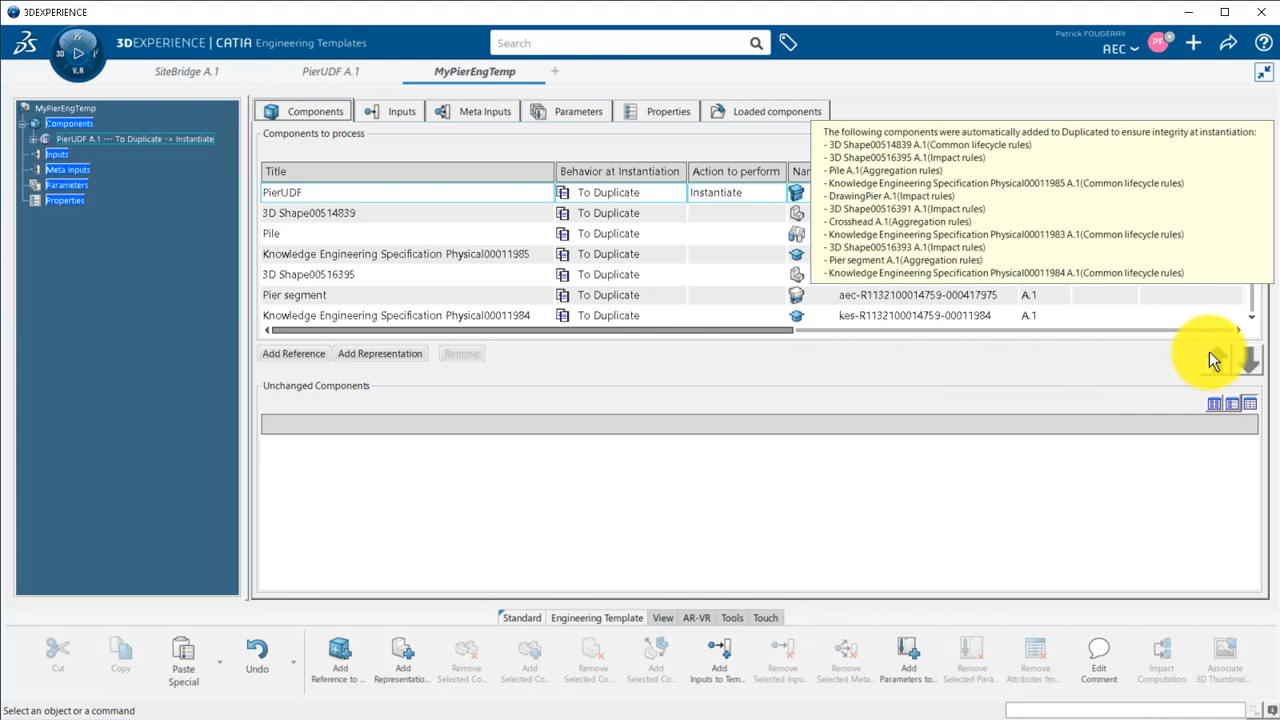 3DEXPERIENCE
3DEXPERIENCE | CATIA Engineering Templates
Search
Patrick FOUGERAY
AEC
PF
3D
V.R
SiteBridge A.1
PierUDF A.1
MyPierEngTemp
MyPierEngTemp
Components
PierUDF A.1 --- To Duplicate -> Instantiate
Inputs
Meta Inputs
Parameters
Properties
Components
Inputs
Meta Inputs
Parameters
Properties
Loaded components
Components to process
The following components were automatically added to Duplicated to ensure integrity at instantiation:
- 3D Shape00514839 A.1(Common lifecycle rules)
- 3D Shape00516395 A.1(Impact rules)
- Pile A.1(Aggregation rules)
- Knowledge Engineering Specification Physical00011985 A.1(Common lifecycle rules)
- DrawingPier A.1(Impact rules)
- 3D Shape00516391 A.1(Impact rules)
- Crosshead A.1(Aggregation rules)
- Knowledge Engineering Specification Physical00011983 A.1(Common lifecycle rules)
- 3D Shape00516393 A.1(Impact rules)
- Pier segment A.1(Aggregation rules)
- Knowledge Engineering Specification Physical00011984 A.1(Common lifecycle rules)
Title Behavior at Instantiation Action to perform Nar
PierUDF To Duplicate Instantiate
3D Shape00514839 To Duplicate
Pile To Duplicate
Knowledge Engineering Specification Physical00011985 To Duplicate
3D Shape00516395 To Duplicate
Pier segment To Duplicate aec-R1132100014759-000417975 A.1
Knowledge Engineering Specification Physical00011984 To Duplicate kes-R1132100014759-00011984 A.1
Add Reference Add Representation Remove
Unchanged Components
Standard Engineering Template View AR-VR Tools Touch
Cut
Copy
Paste Special
Undo
Add Reference to ...
Add Representatio...
Remove Selected Co...
Add Selected Co...
Remove Selected Co...
Add Selected Co...
Add Inputs to Tem...
Remove Selected Inpu...
Remove Selected Meta...
Add Parameters to...
Remove Selected Para...
Remove Attributes fro...
Edit Comment
Impact Computation
Associate 3D Thumbnai...
Select an object or a command